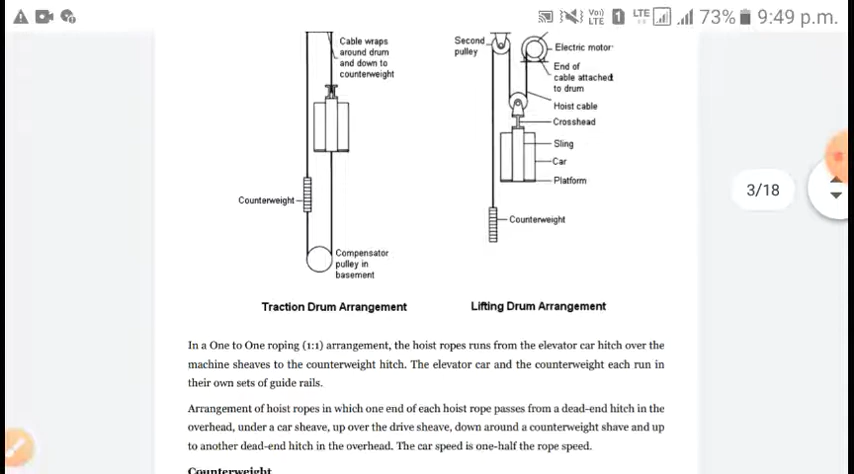 Voi) LTE 1 LTE 73% 9:49 p.m.
Cable wraps
around drum
and down to
counterweight
Counterweight
Compensator
pulley in
basement
Traction Drum Arrangement
Second
pulley
Electric motor
End of
cable attached
to drum
Hoist cable
Crosshead
Sling
Car
Platform
Counterweight
Lifting Drum Arrangement
3/18
In a One to One roping (1:1) arrangement, the hoist ropes runs from the elevator car hitch over the
machine sheaves to the counterweight hitch. The elevator car and the counterweight each run in
their own sets of guide rails.
Arrangement of hoist ropes in which one end of each hoist rope passes from a dead-end hitch in the
overhead, under a car sheave, up over the drive sheave, down around a counterweight shave and up
to another dead-end hitch in the overhead. The car speed is one-half the rope speed.
Counterweight